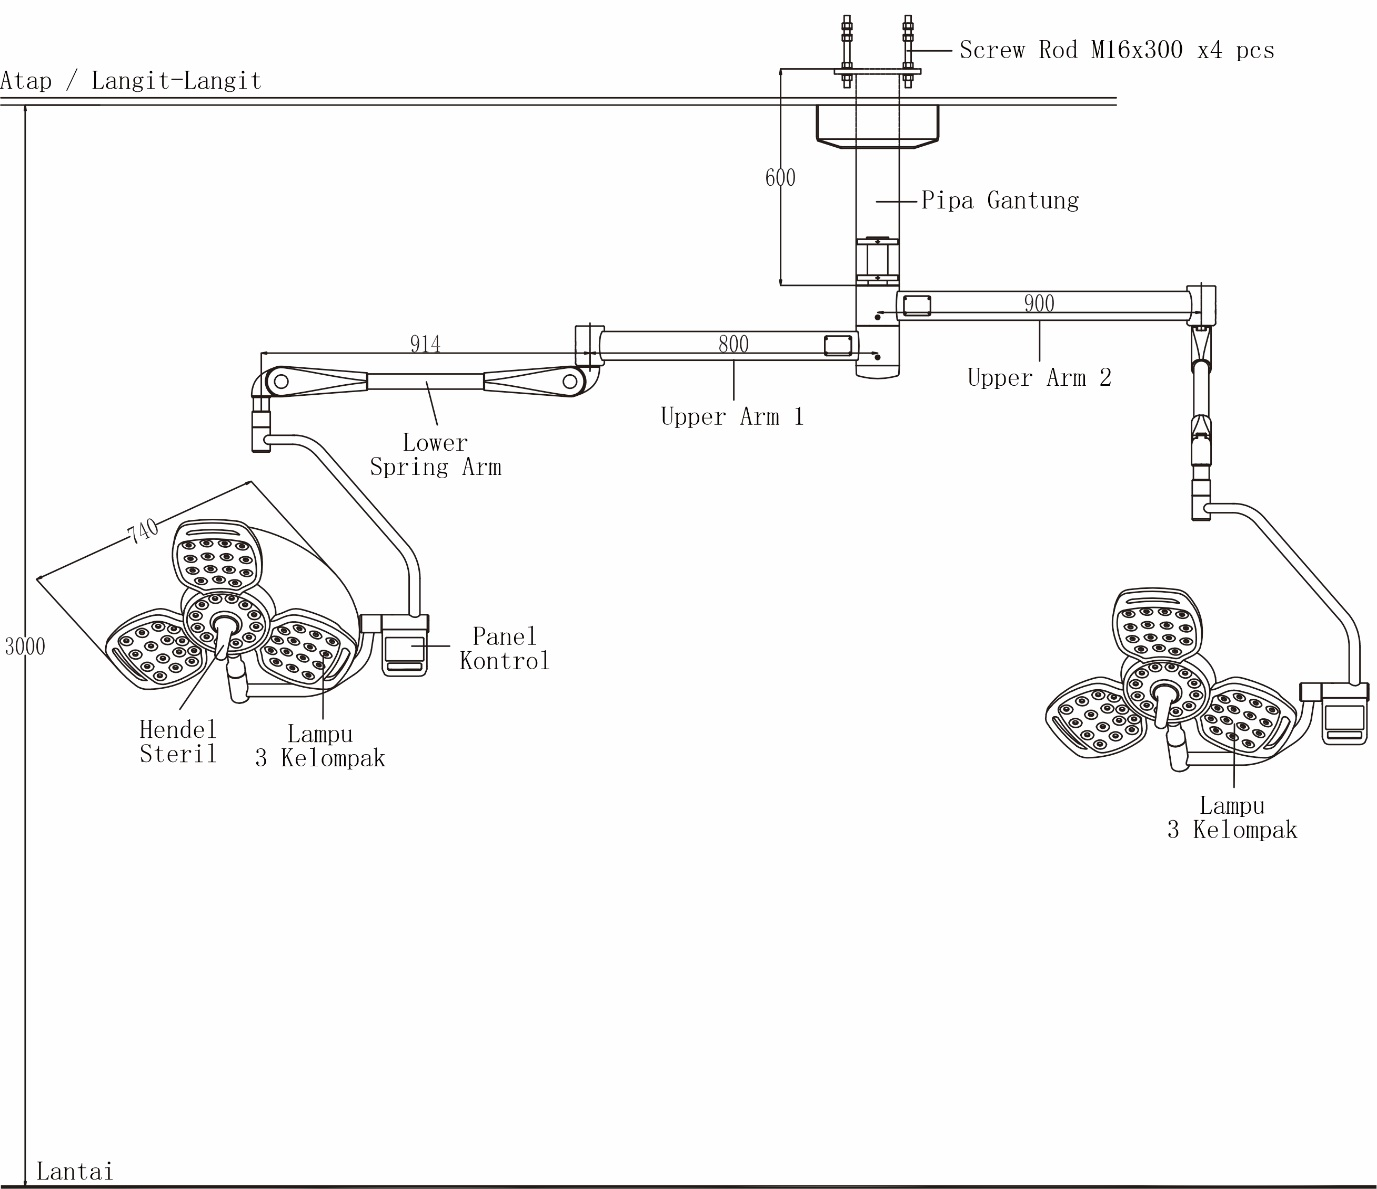 Screw Rod M16x300 x4 pcs
Atap / Langit-Langit
600
Pipa Gantung
900
914
800
Upper Arm 2
Upper Arm 1
Lower
Spring Arm
740
3000
Panel
Kontrol
Hendel
Steril
Lampu
3 Kelompak
Lampu
3 Kelompak
Lantai